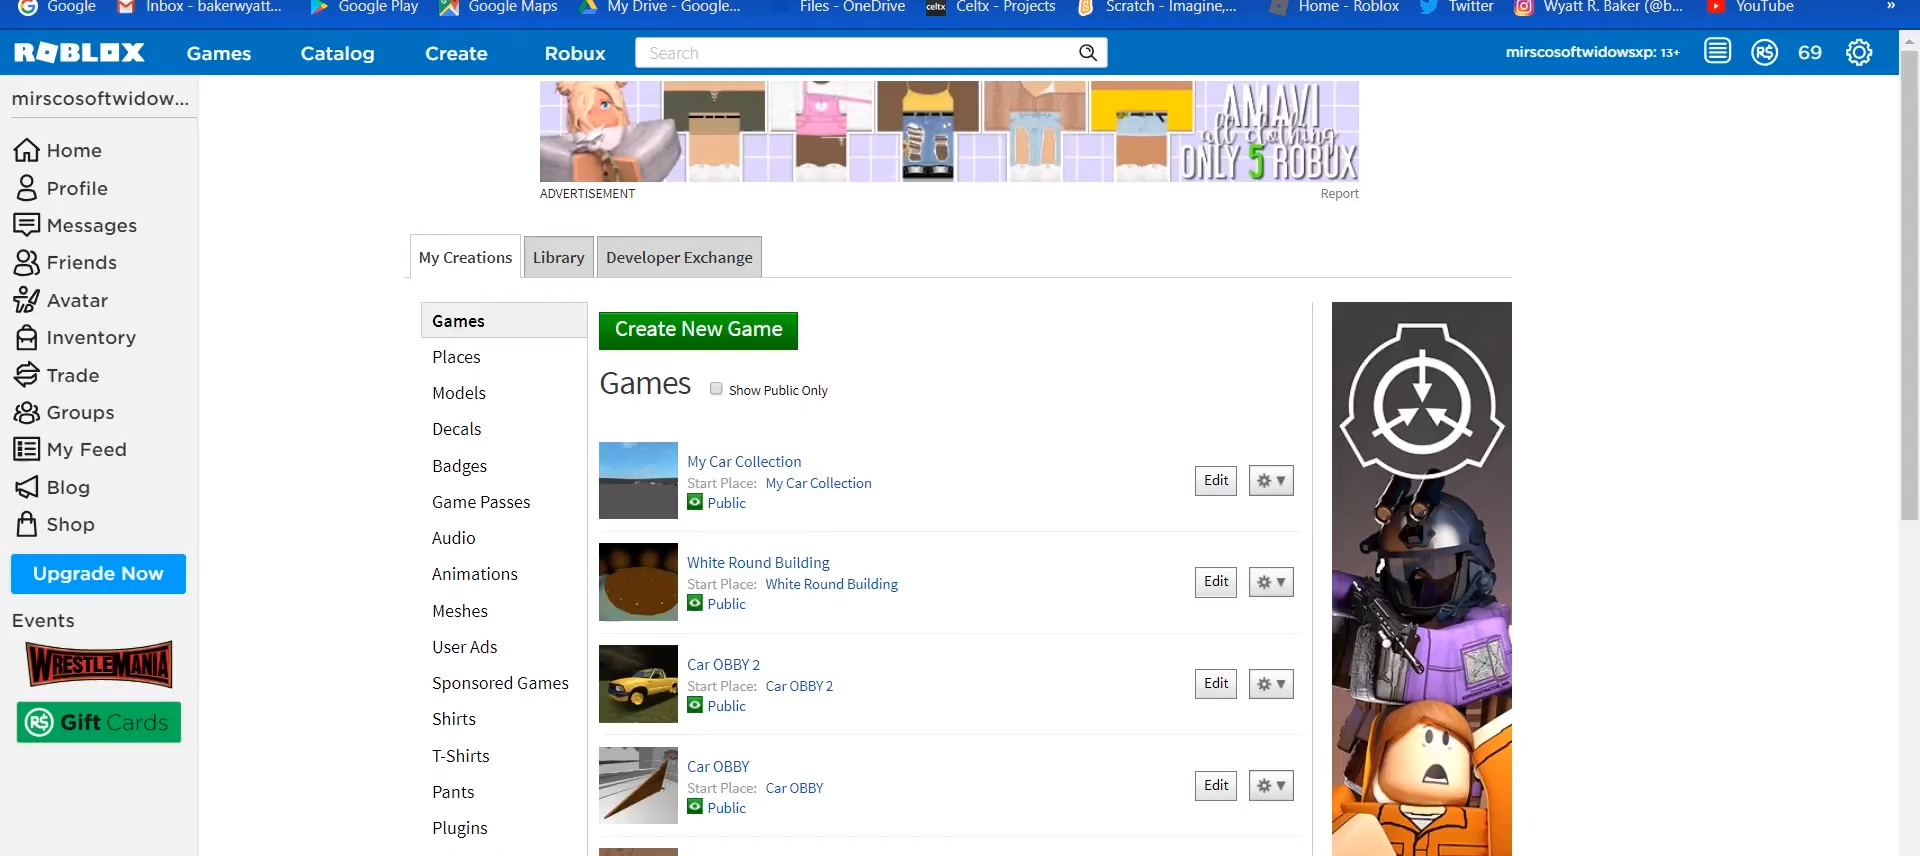 Google Inbox - bakerwyatt... Google Play Google Maps My Drive - Google... Files - OneDrive celtx Celtx - Projects Scratch - Imagine,... Home - Roblox Twitter Wyatt R. Baker (@b... YouTube »
ROBLOX Games Catalog Create Robux Search mirscosoftwidowsxp: 13+ R$ 69
mirscosoftwidow...
Home
Profile
Messages
Friends
Avatar
Inventory
Trade
Groups
My Feed
Blog
Shop
Upgrade Now
Events
WRESTLEMANIA
R$ Gift Cards
AMAVI
all clothing
ONLY 5 ROBUX
ADVERTISEMENT Report
My Creations Library Developer Exchange
Games
Places
Models
Decals
Badges
Game Passes
Audio
Animations
Meshes
User Ads
Sponsored Games
Shirts
T-Shirts
Pants
Plugins
Create New Game
Games Show Public Only
My Car Collection
Start Place: My Car Collection
Public
Edit
White Round Building
Start Place: White Round Building
Public
Edit
Car OBBY 2
Start Place: Car OBBY 2
Public
Edit
Car OBBY
Start Place: Car OBBY
Public
Edit